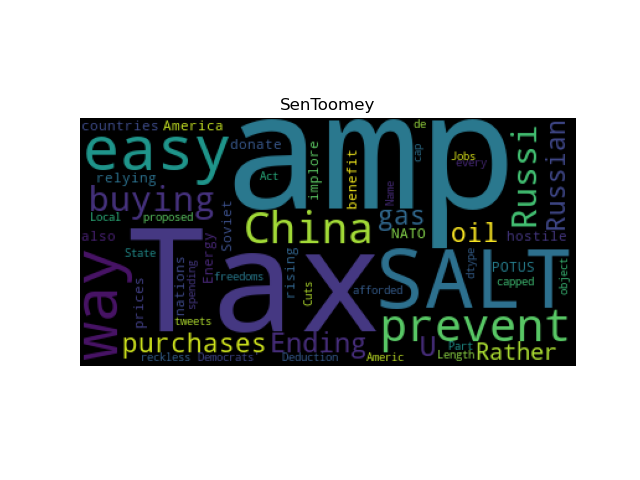 SenToomey
countries
America
easy
amp
de
donate
implore
benefit
cap
Jobs
every
Act
Russi
Russian
relying
buying
Name
Local
proposed
Soviet
China
gas
oil
NATO
hostile
also
way
Tax
State
Energy
SALT
dtype
POTUS
object
nations
spending
freedoms
rising
prices
Cuts
afforded
capped
tweets
prevent
purchases
Ending
U
Part
Length
Rather
reckless
Democrats
Deduction
Americ